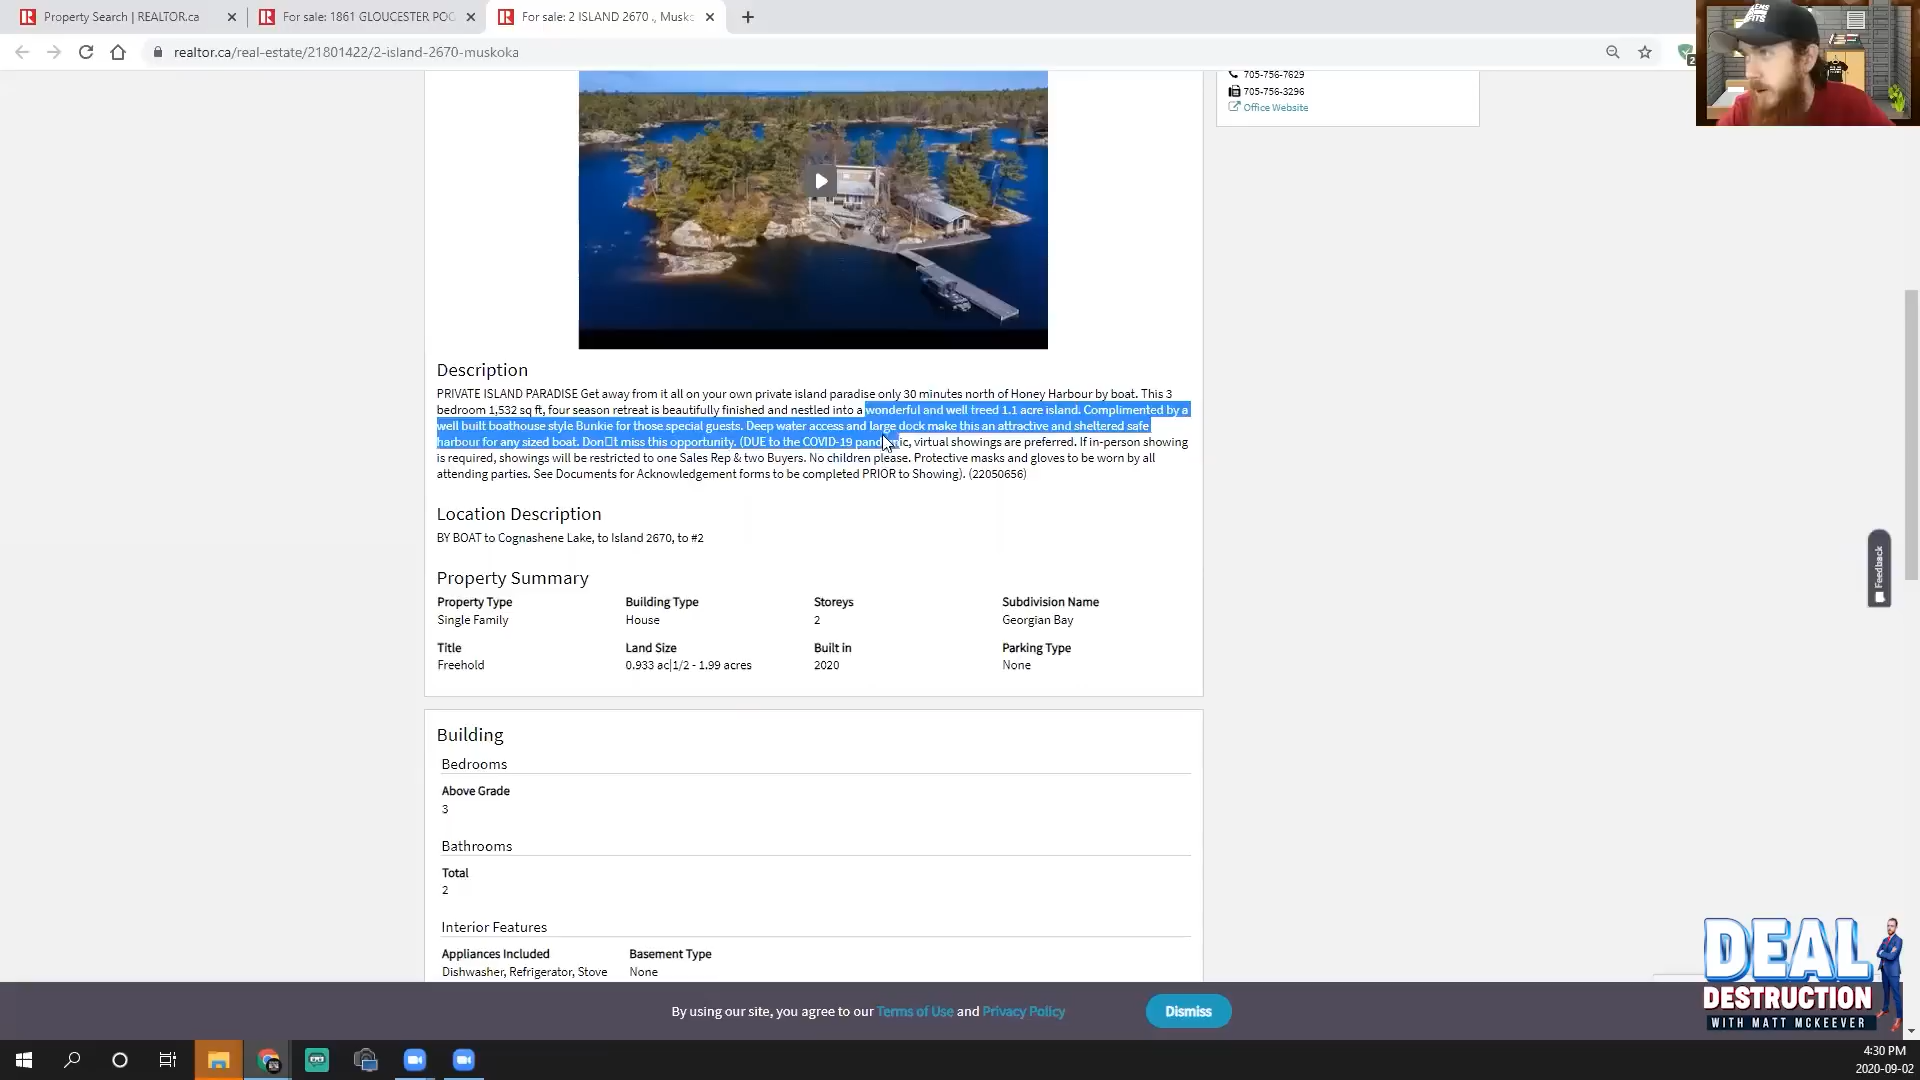 Property Search | REALTOR.ca
For sale: 1861 GLOUCESTER POO
For sale: 2 ISLAND 2670 ., Musko
realtor.ca/real-estate/21801422/2-island-2670-muskoka
2
705-756-7629
705-756-3296
Office Website
Description
PRIVATE ISLAND PARADISE Get away from it all on your own private island paradise only 30 minutes north of Honey Harbour by boat. This 3
bedroom 1,532 sq ft, four season retreat is beautifully finished and nestled into a wonderful and well treed 1.1 acre island. Complimented by a
well built boathouse style Bunkie for those special guests. Deep water access and large dock make this an attractive and sheltered safe
harbour for any sized boat. Don□t miss this opportunity. (DUE to the COVID-19 pandemic, virtual showings are preferred. If in-person showing
is required, showings will be restricted to one Sales Rep & two Buyers. No children please. Protective masks and gloves to be worn by all
attending parties. See Documents for Acknowledgement forms to be completed PRIOR to Showing). (22050656)
Location Description
BY BOAT to Cognashene Lake, to Island 2670, to #2
Property Summary
Property Type Building Type Storeys Subdivision Name
Single Family House 2 Georgian Bay
Title Land Size Built in Parking Type
Freehold 0.933 ac|1/2 - 1.99 acres 2020 None
Feedback
Building
Bedrooms
Above Grade
3
Bathrooms
Total
2
Interior Features
Appliances Included Basement Type
Dishwasher, Refrigerator, Stove None
By using our site, you agree to our Terms of Use and Privacy Policy
Dismiss
DEAL
DESTRUCTION
WITH MATT MCKEEVER
4:30 PM
2020-09-02